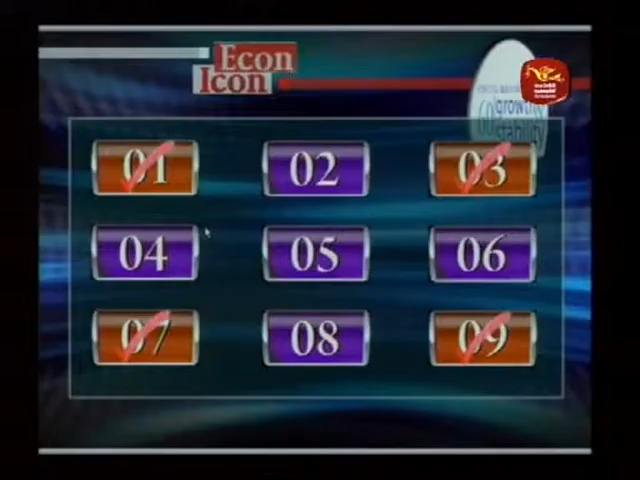 Econ
Icon
growth
stability
01 02 03
04 05 06
07 08 09